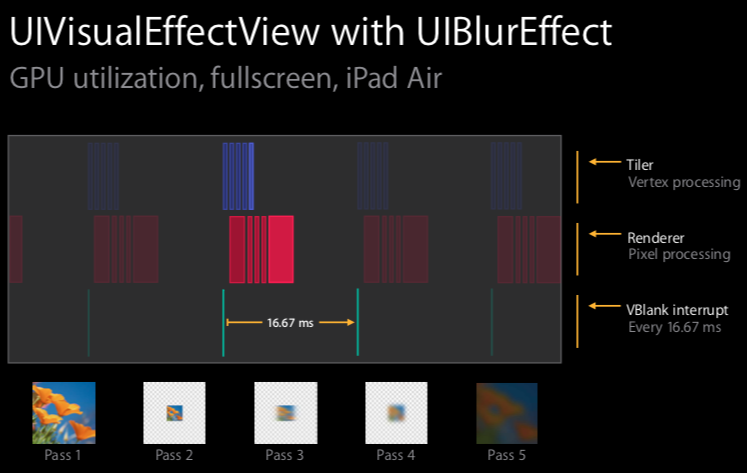 UIVisualEffectView with UIBlurEffect
GPU utilization, fullscreen, iPad Air
Tiler
Vertex processing
Renderer
Pixel processing
16.67 ms
VBlank interrupt
Every 16.67 ms
Pass 1
Pass 2
Pass 3
Pass 4
Pass 5